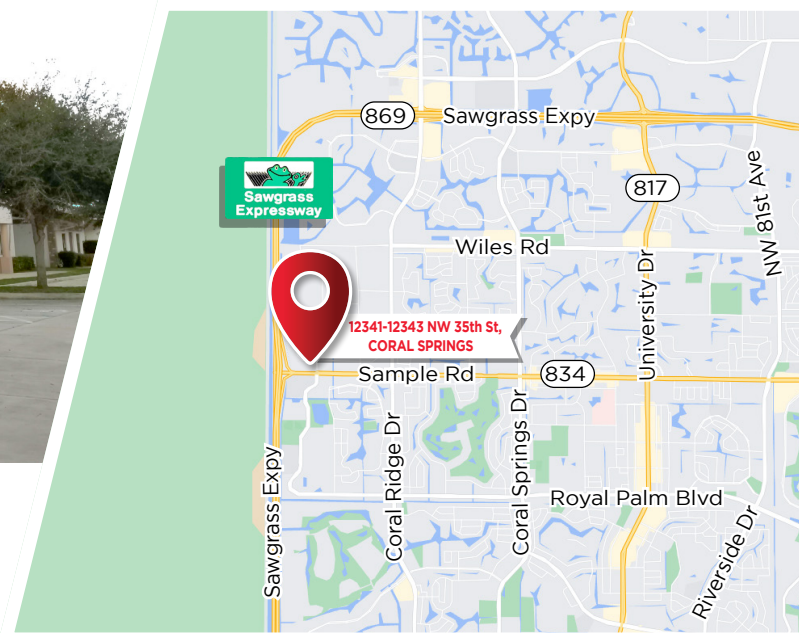 869
Sawgrass Expy
Sawgrass
Expressway
817
NW 81st Ave
Wiles Rd
University Dr
12341-12343 NW 35th St,
CORAL SPRINGS
Sample Rd
834
Coral Ridge Dr
Coral Springs Dr
Sawgrass Expy
Royal Palm Blvd
Riverside Dr